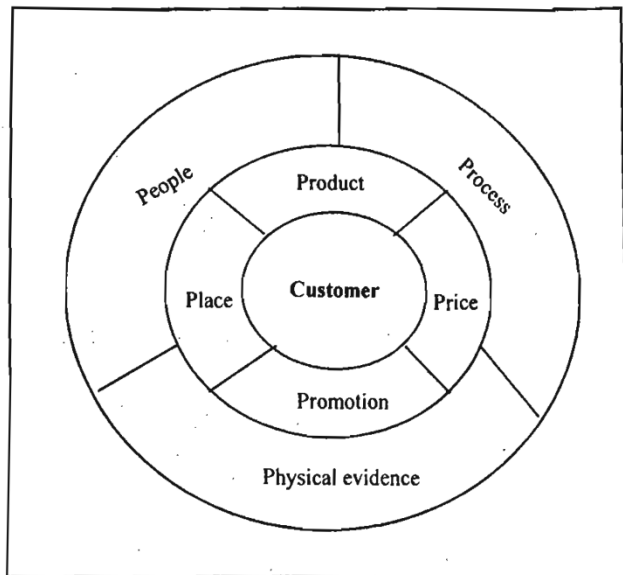 People
Process
Product
Place
Customer
Price
Promotion
Physical evidence